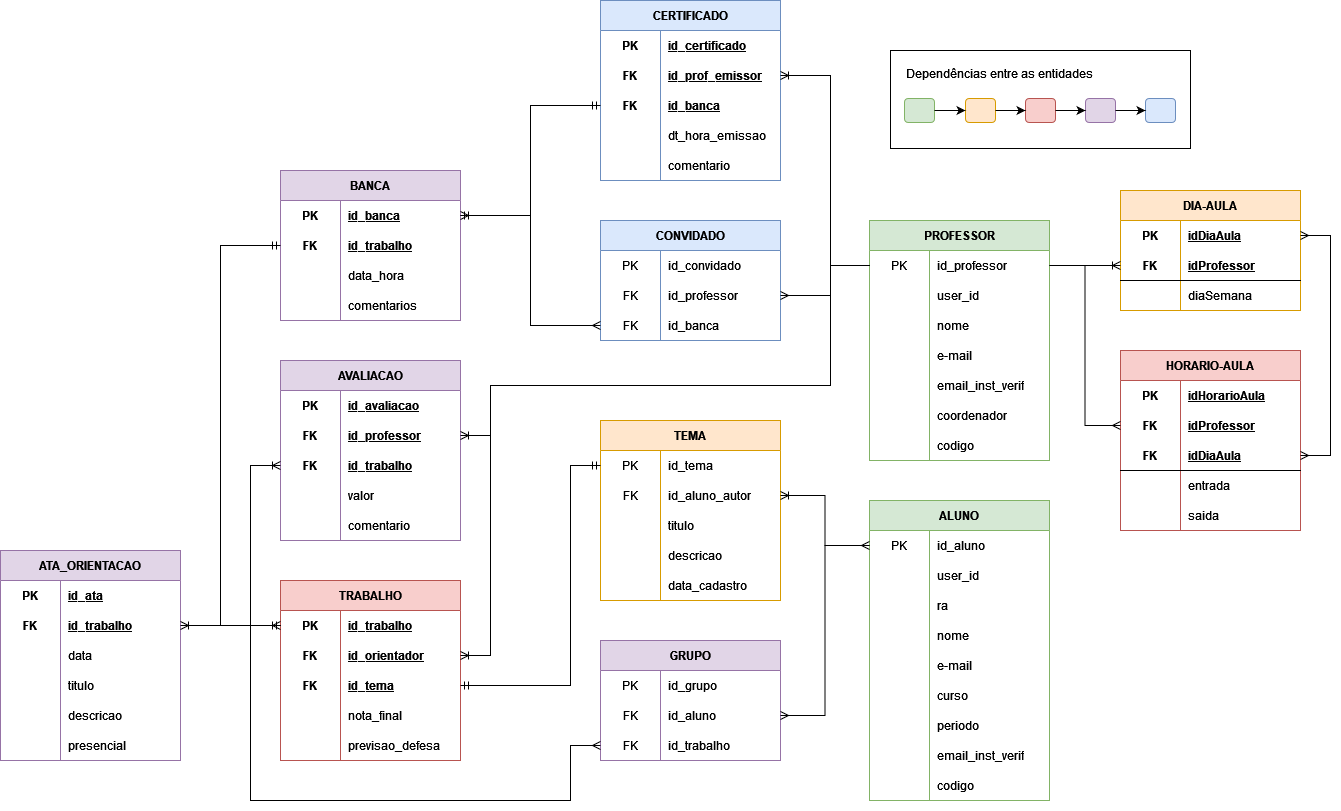 CERTIFICADO
PK id_certificado
FK id_prof_emissor
FK id_banca
dt_hora_emissao
comentario
Dependências entre as entidades
BANCA
PK id_banca
FK id_trabalho
data_hora
comentarios
CONVIDADO
PK id_convidado
FK id_professor
FK id_banca
PROFESSOR
PK id_professor
user_id
nome
e-mail
email_inst_verif
coordenador
codigo
DIA-AULA
PK idDiaAula
FK idProfessor
diaSemana
HORARIO-AULA
PK idHorarioAula
FK idProfessor
FK idDiaAula
entrada
saida
AVALIACAO
PK id_avaliacao
FK id_professor
FK id_trabalho
valor
comentario
TEMA
PK id_tema
FK id_aluno_autor
titulo
descricao
data_cadastro
ALUNO
PK id_aluno
user_id
ra
nome
e-mail
curso
periodo
email_inst_verif
codigo
ATA_ORIENTACAO
PK id_ata
FK id_trabalho
data
titulo
descricao
presencial
TRABALHO
PK id_trabalho
FK id_orientador
FK id_tema
nota_final
previsao_defesa
GRUPO
PK id_grupo
FK id_aluno
FK id_trabalho